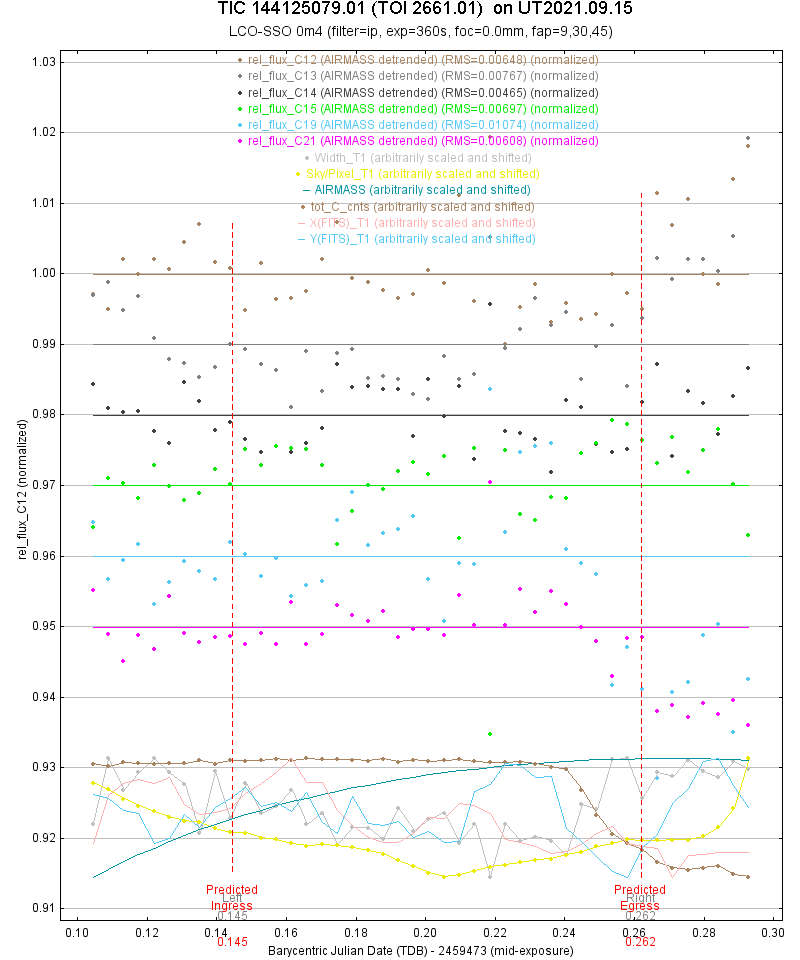 TIC 144125079.01 (TOI 2661.01)  on UT2021.09.15
LCO-SSO 0m4 (filter=ip, exp=360s, foc=0.0mm, fap=9,30,45)
rel_flux_C12 (AIRMASS detrended) (RMS=0.00648) (normalized)
rel_flux_C13 (AIRMASS detrended) (RMS=0.00767) (normalized)
rel_flux_C14 (AIRMASS detrended) (RMS=0.00465) (normalized)
rel_flux_C15 (AIRMASS detrended) (RMS=0.00697) (normalized)
rel_flux_C19 (AIRMASS detrended) (RMS=0.01074) (normalized)
rel_flux_C21 (AIRMASS detrended) (RMS=0.00608) (normalized)
Width_T1 (arbitrarily scaled and shifted)
Sky/Pixel_T1 (arbitrarily scaled and shifted)
AIRMASS (arbitrarily scaled and shifted)
tot_C_cnts (arbitrarily scaled and shifted)
X(FITS)_T1 (arbitrarily scaled and shifted)
Y(FITS)_T1 (arbitrarily scaled and shifted)
1.03
1.02
1.01
1.00
0.99
0.98
0.97
0.96
0.95
0.94
0.93
0.92
0.91
rel_flux_C12 (normalized)
Predicted
Left
Ingress
0.145
0.145
Predicted
Right
Egress
0.262
0.262
0.10
0.12
0.14
0.16
0.18
0.20
0.22
0.24
0.26
0.28
0.30
Barycentric Julian Date (TDB) - 2459473 (mid-exposure)